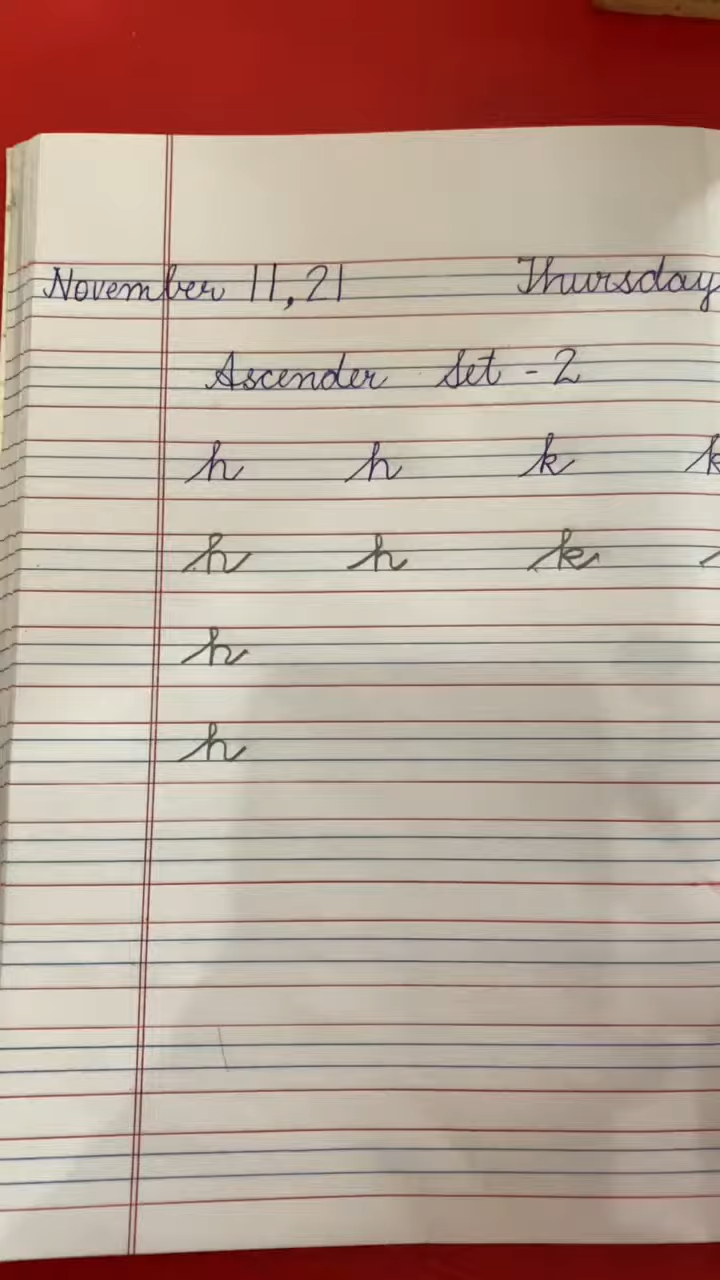 November 11, 21 Thursday
Ascender Set - 2
h h k k
h h k
h
h